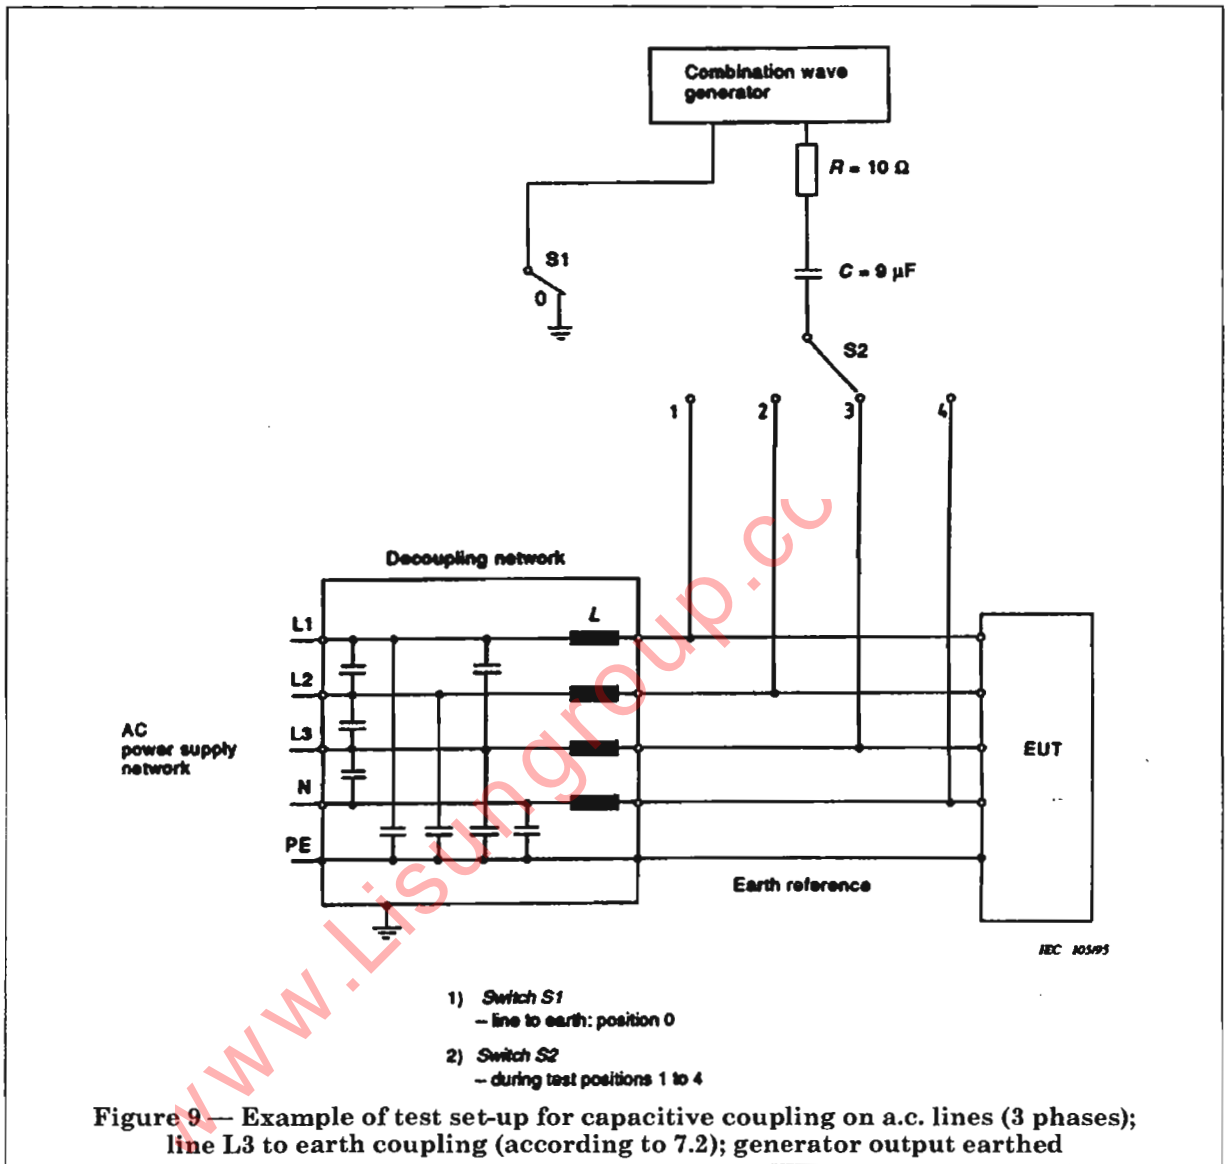 Combination wave
generator
R = 10 Ω
S1
0
C = 9 µF
S2
1
2
3
4
Decoupling network
L1
L
L2
AC
power supply
network
L3
N
EUT
PE
Earth reference
IEC 105/95
1) Switch S1
– line to earth: position 0
2) Switch S2
– during test positions 1 to 4
Figure 9 — Example of test set-up for capacitive coupling on a.c. lines (3 phases);
line L3 to earth coupling (according to 7.2); generator output earthed
www.Lisungroup.cc